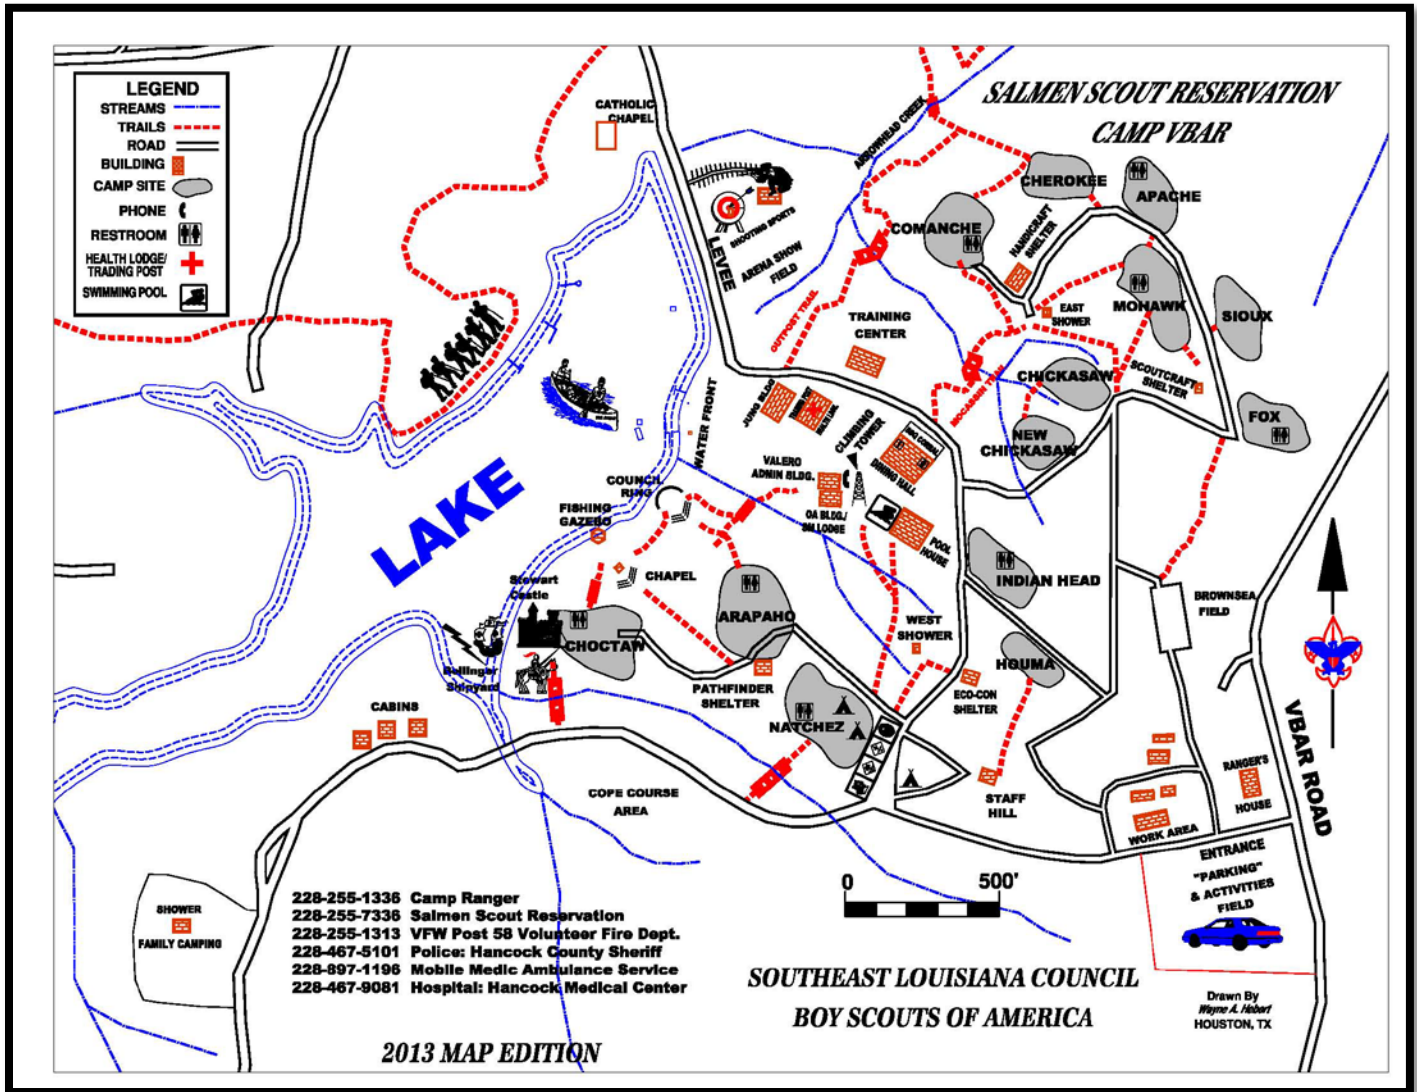 LEGEND
STREAMS
TRAILS
ROAD
BUILDING
CAMP SITE
PHONE
RESTROOM
HEALTH LODGE/
TRADING POST
SWIMMING POOL
SALMEN SCOUT RESERVATION
CAMP VBAR
CATHOLIC
CHAPEL
ARROWHEAD CREEK
SHOOTING SPORTS
LEVEE
ARENA SHOW
FIELD
COMANCHE
CHEROKEE
APACHE
HANDICRAFT
SHELTER
MOHAWK
SIOUX
EAST
SHOWER
OUTPOST TRAIL
TRAINING
CENTER
MOCASSIN TRAIL
CHICKASAW
SCOUTCRAFT
SHELTER
FOX
NEW
CHICKASAW
JUNG BLDG
TRADING POST
HEALTH LODGE
WATER FRONT
CLIMBING
TOWER
VALERO
ADMIN BLDG.
DINING HALL
OA BLDG./
SM LODGE
POOL
HOUSE
COUNCIL
RING
FISHING
GAZEBO
LAKE
CHAPEL
Stewart
Castle
CHOCTAW
ARAPAHO
INDIAN HEAD
BROWNSEA
FIELD
WEST
SHOWER
HOUMA
Bollinger
Shipyard
PATHFINDER
SHELTER
ECO-CON
SHELTER
NATCHEZ
CABINS
COPE COURSE
AREA
STAFF
HILL
RANGER'S
HOUSE
WORK AREA
VBAR ROAD
ENTRANCE
"PARKING"
& ACTIVITIES
FIELD
0 500'
SHOWER
FAMILY CAMPING
228-255-1336 Camp Ranger
228-255-7336 Salmen Scout Reservation
228-255-1313 VFW Post 58 Volunteer Fire Dept.
228-467-5101 Police: Hancock County Sheriff
228-897-1196 Mobile Medic Ambulance Service
228-467-9081 Hospital: Hancock Medical Center
SOUTHEAST LOUISIANA COUNCIL
BOY SCOUTS OF AMERICA
Drawn By
Wayne A. Hebert
HOUSTON, TX
2013 MAP EDITION